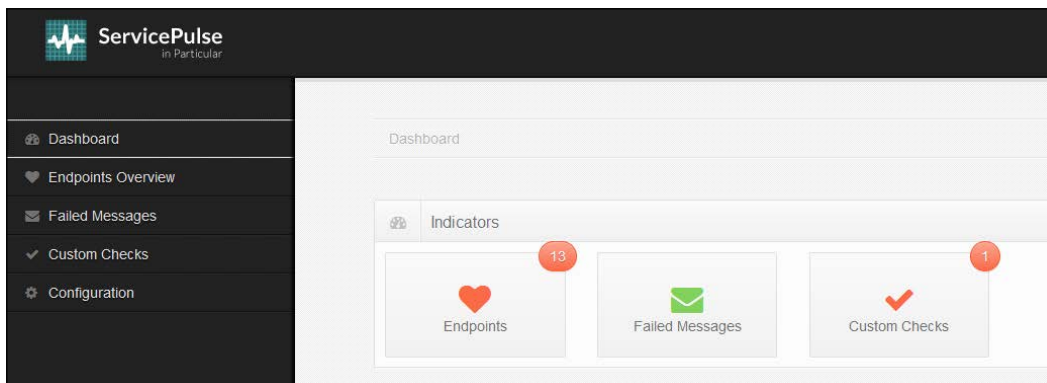 ServicePulse
in Particular
Dashboard
Endpoints Overview
Failed Messages
Custom Checks
Configuration
Dashboard
Indicators
13
1
Endpoints
Failed Messages
Custom Checks